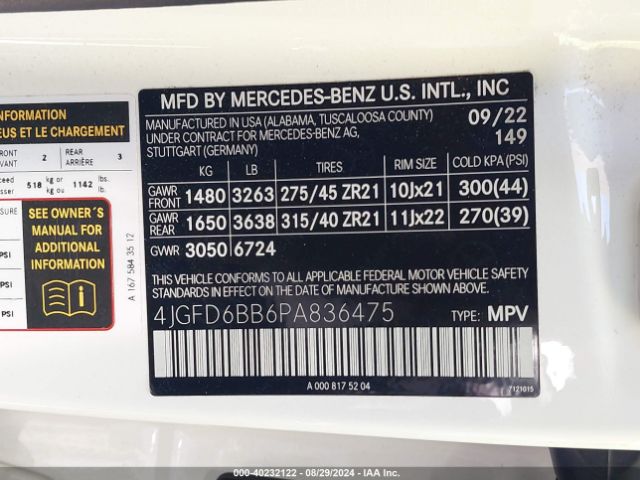 INFORMATION
EUS ET LE CHARGEMENT
FRONT
AVANT 2 REAR
ARRIÈRE 3
518 kg or
kg ou 1142 lbs.
lb.
SEE OWNER´S
MANUAL FOR
ADDITIONAL
INFORMATION
PSI
PSI
PSI
A 167 584 35 12
MFD BY MERCEDES-BENZ U.S. INTL., INC
MANUFACTURED IN USA (ALABAMA, TUSCALOOSA COUNTY) 09/22
UNDER CONTRACT FOR MERCEDES-BENZ AG, 149
STUTTGART (GERMANY)
KG LB TIRES RIM SIZE COLD KPA (PSI)
GAWR FRONT 1480 3263 275/45 ZR21 10Jx21 300(44)
GAWR REAR 1650 3638 315/40 ZR21 11Jx22 270(39)
GVWR 3050 6724
THIS VEHICLE CONFORMS TO ALL APPLICABLE FEDERAL MOTOR VEHICLE SAFETY
STANDARDS IN EFFECT ON THE DATE OF MANUFACTURE SHOWN ABOVE.
4JGFD6BB6PA836475 TYPE: MPV
A 000 817 52 04
7121015
000-40232122 - 08/29/2024 - IAA Inc.